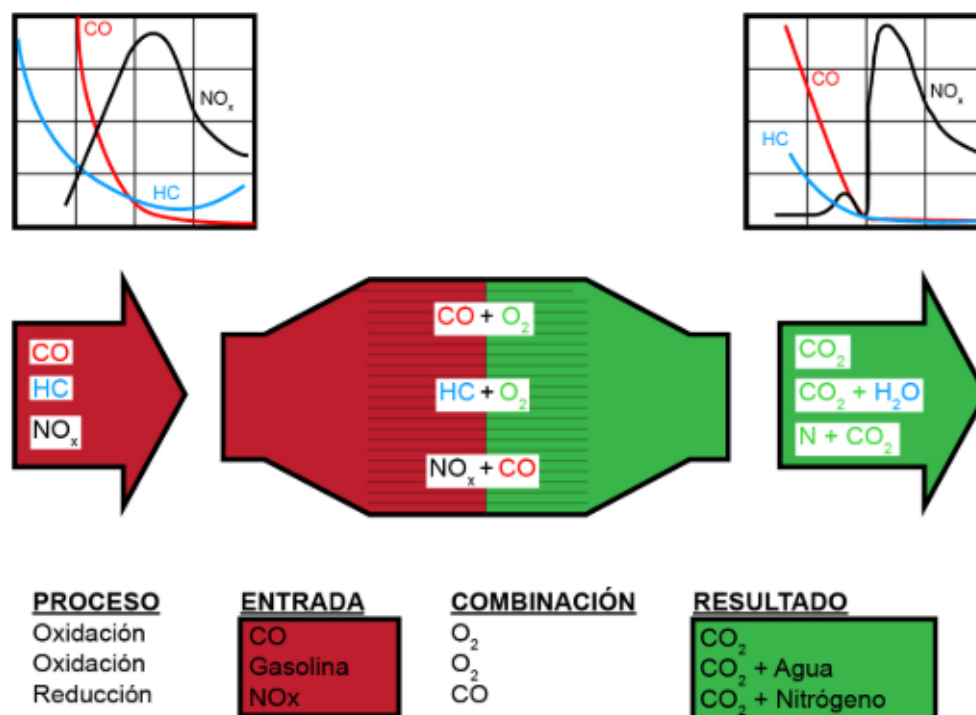 CO
NOₓ
HC
CO
NOₓ
HC
CO
HC
NOₓ
CO + O₂
HC + O₂
NOₓ + CO
CO₂
CO₂ + H₂O
N + CO₂
PROCESO ENTRADA COMBINACIÓN RESULTADO
Oxidación CO O₂ CO₂
Oxidación Gasolina O₂ CO₂ + Agua
Reducción NOx CO CO₂ + Nitrógeno